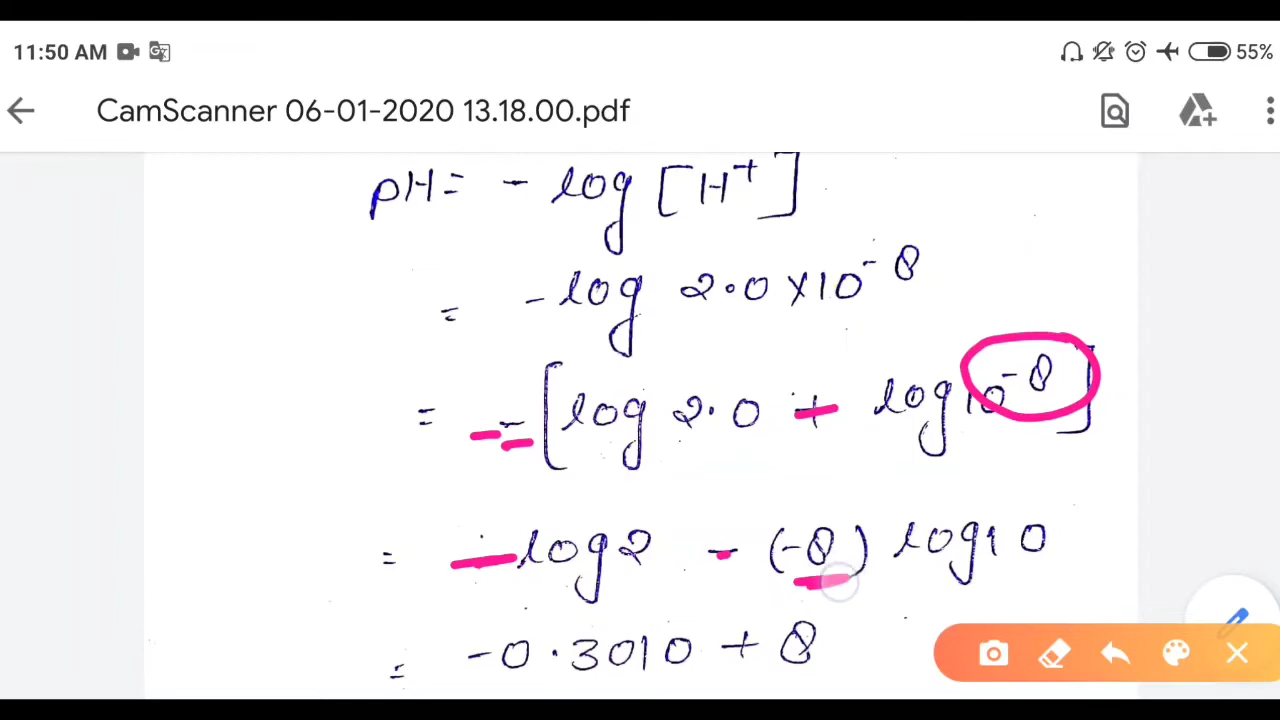 11:50 AM 55%
CamScanner 06-01-2020 13.18.00.pdf
pH = - log [H⁺]
= - log 2.0 × 10⁻⁸
= - [log 2.0 + log 10⁻⁸]
= - log 2 - (-8) log 10
= -0.3010 + 8